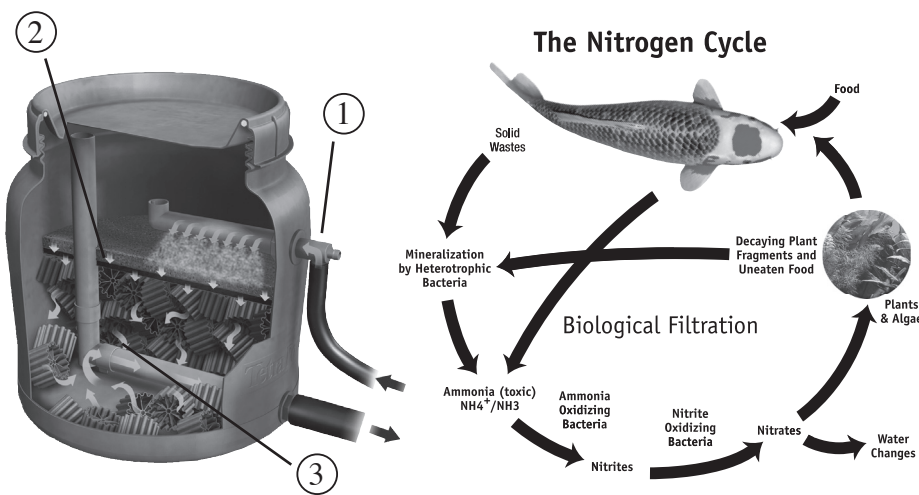 2
1
3
The Nitrogen Cycle
Food
Solid
Wastes
Mineralization
by Heterotrophic
Bacteria
Decaying Plant
Fragments and
Uneaten Food
Plants
& Algae
Biological Filtration
Ammonia (toxic)
NH4+/NH3
Ammonia
Oxidizing
Bacteria
Nitrite
Oxidizing
Bacteria
Nitrites
Nitrates
Water
Changes